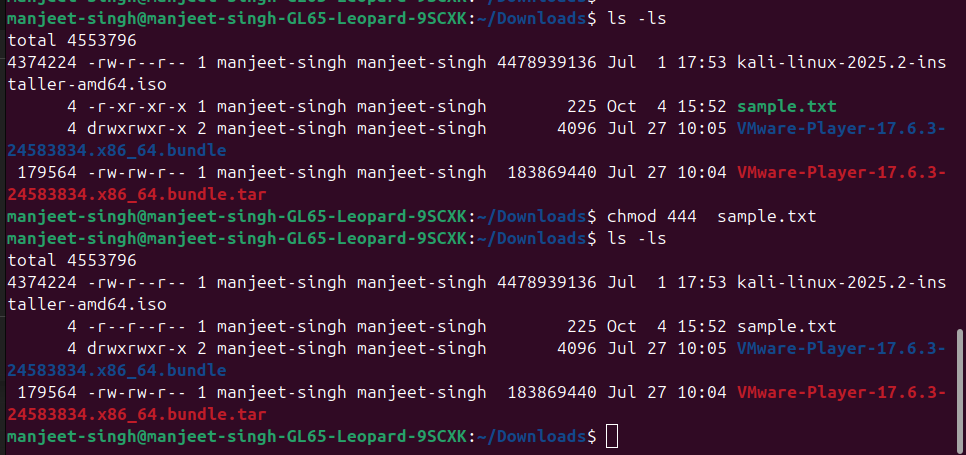 manjeet-singh@manjeet-singh-GL65-Leopard-9SCXK:~/Downloads$ ls -ls
total 4553796
4374224 -rw-r--r-- 1 manjeet-singh manjeet-singh 4478939136 Jul  1 17:53 kali-linux-2025.2-ins
taller-amd64.iso
      4 -r-xr-xr-x 1 manjeet-singh manjeet-singh        225 Oct  4 15:52 sample.txt
      4 drwxrwxr-x 2 manjeet-singh manjeet-singh       4096 Jul 27 10:05 VMware-Player-17.6.3-
24583834.x86_64.bundle
 179564 -rw-rw-r-- 1 manjeet-singh manjeet-singh  183869440 Jul 27 10:04 VMware-Player-17.6.3-
24583834.x86_64.bundle.tar
manjeet-singh@manjeet-singh-GL65-Leopard-9SCXK:~/Downloads$ chmod 444  sample.txt
manjeet-singh@manjeet-singh-GL65-Leopard-9SCXK:~/Downloads$ ls -ls
total 4553796
4374224 -rw-r--r-- 1 manjeet-singh manjeet-singh 4478939136 Jul  1 17:53 kali-linux-2025.2-ins
taller-amd64.iso
      4 -r--r--r-- 1 manjeet-singh manjeet-singh        225 Oct  4 15:52 sample.txt
      4 drwxrwxr-x 2 manjeet-singh manjeet-singh       4096 Jul 27 10:05 VMware-Player-17.6.3-
24583834.x86_64.bundle
 179564 -rw-rw-r-- 1 manjeet-singh manjeet-singh  183869440 Jul 27 10:04 VMware-Player-17.6.3-
24583834.x86_64.bundle.tar
manjeet-singh@manjeet-singh-GL65-Leopard-9SCXK:~/Downloads$